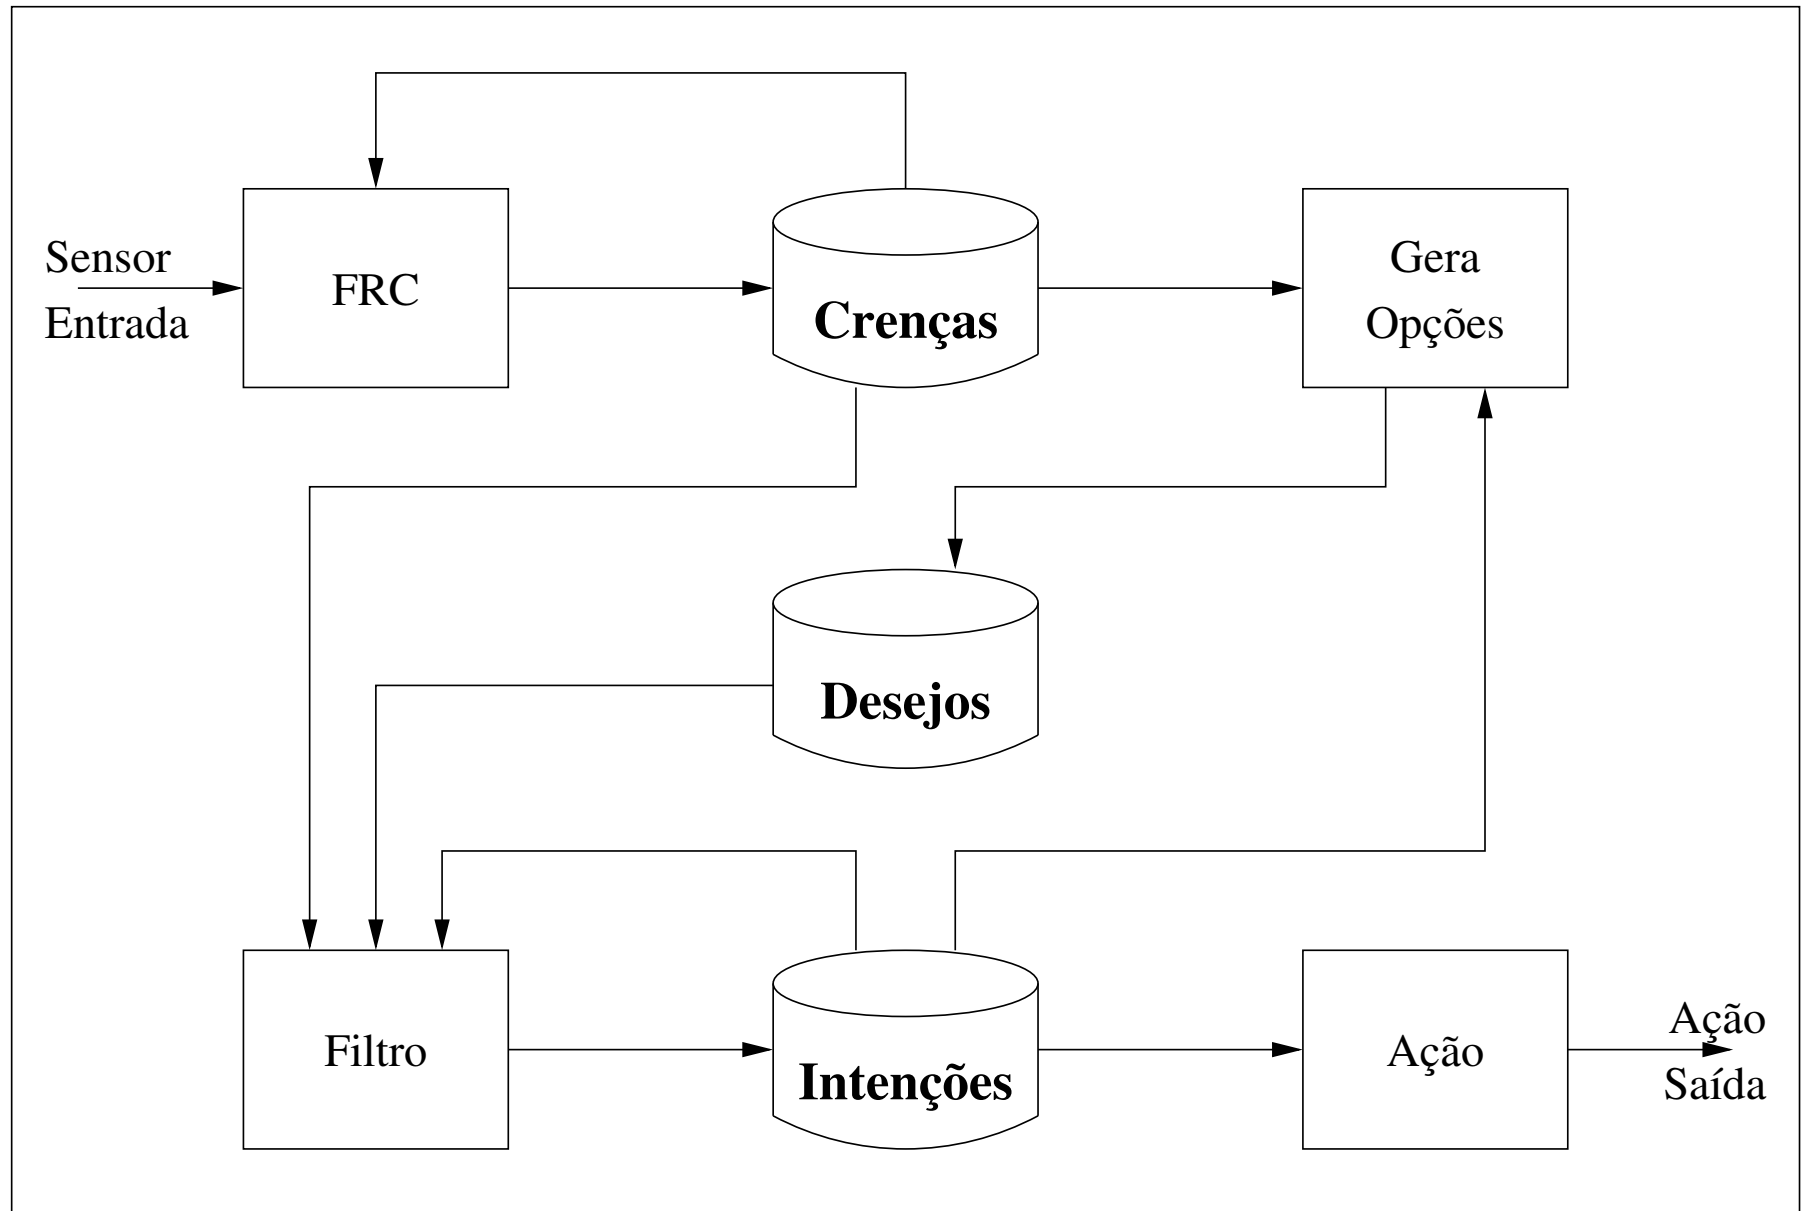 Sensor
Entrada
FRC
Crenças
Gera
Opções
Desejos
Filtro
Intenções
Ação
Ação
Saída